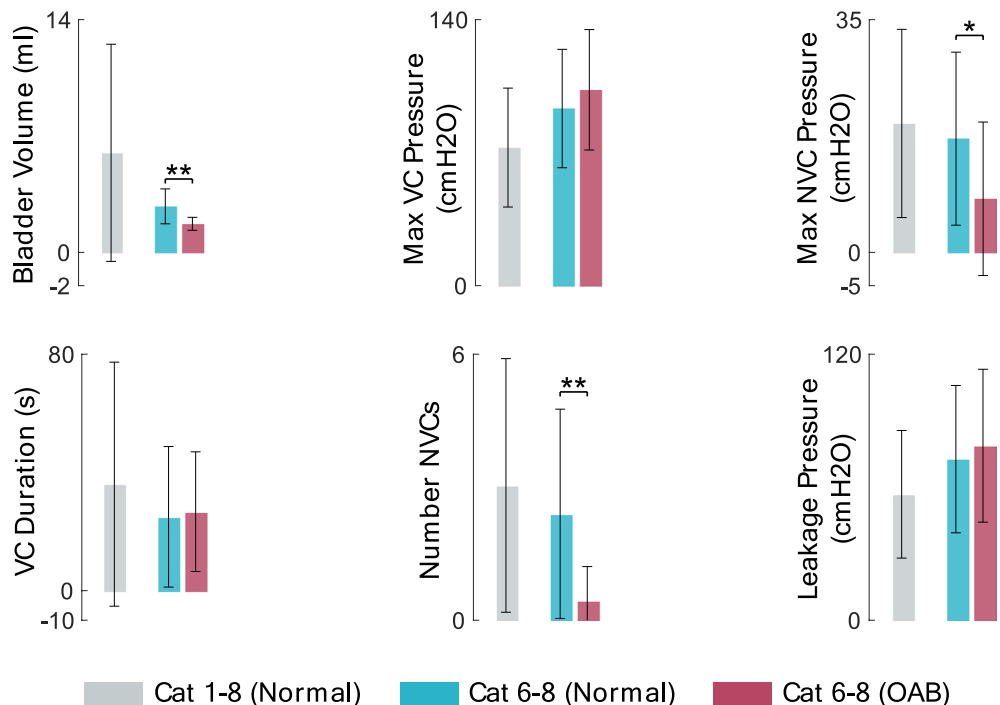 Bladder Volume (ml)
14
0
-2
**
Max VC Pressure
(cmH2O)
140
0
Max NVC Pressure
(cmH2O)
35
0
-5
*
VC Duration (s)
80
0
-10
Number NVCs
6
0
**
Leakage Pressure
(cmH2O)
120
0
Cat 1-8 (Normal)
Cat 6-8 (Normal)
Cat 6-8 (OAB)